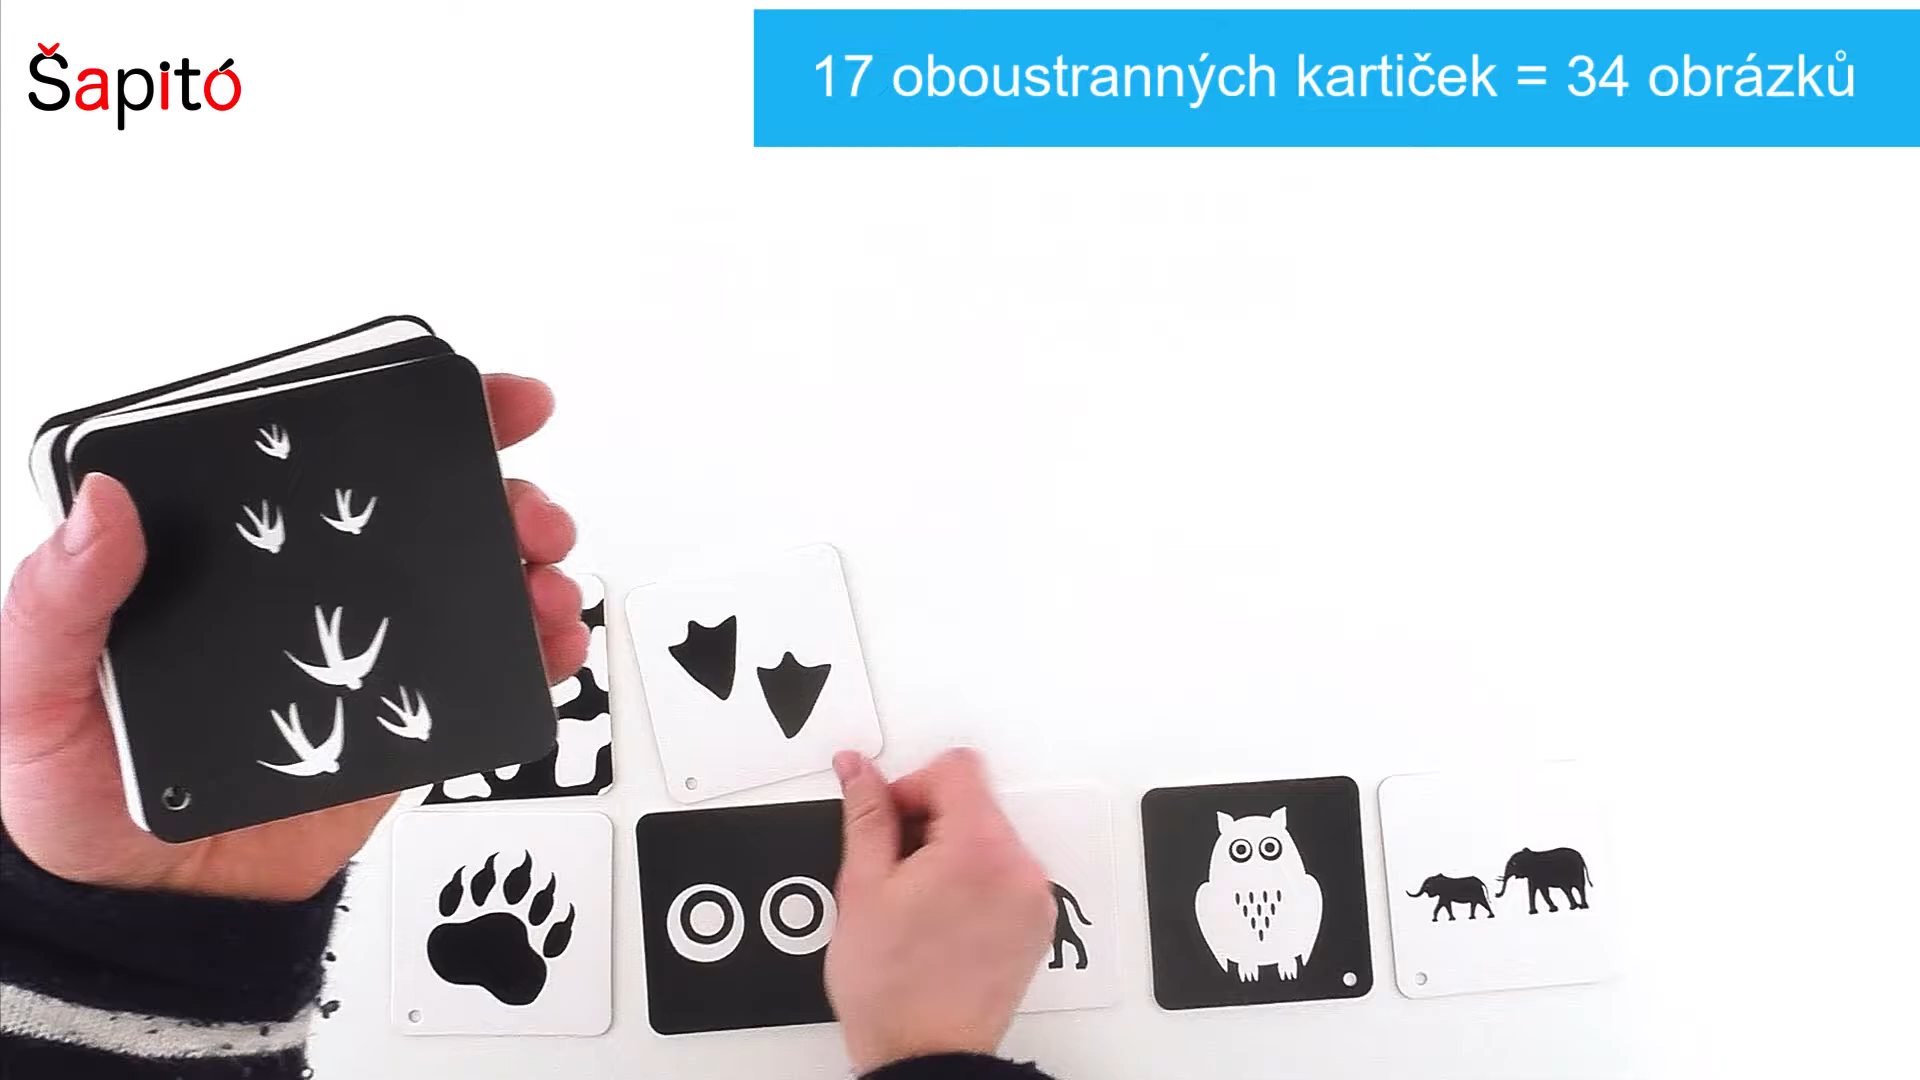 Šapitó
17 oboustranných kartiček = 34 obrázků